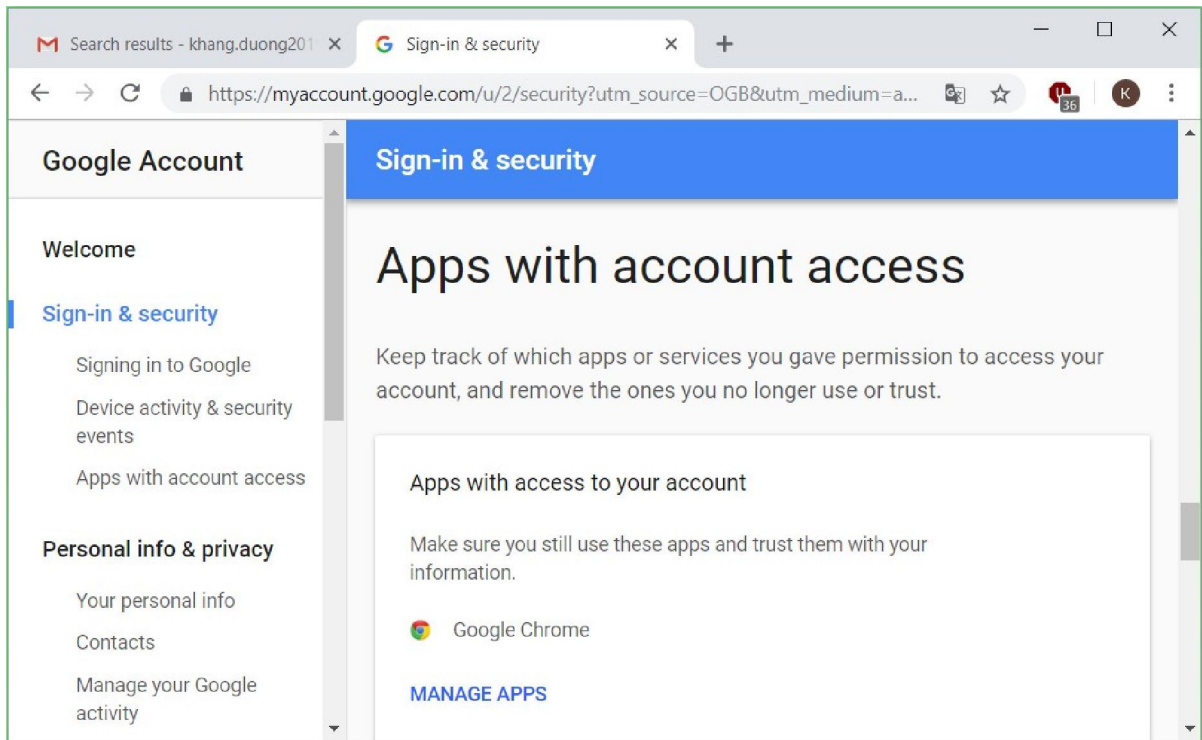 Search results - khang.duong201
Sign-in & security
https://myaccount.google.com/u/2/security?utm_source=OGB&utm_medium=a...
36
K
Google Account
Sign-in & security
Welcome
Apps with account access
Sign-in & security
Signing in to Google
Keep track of which apps or services you gave permission to access your
account, and remove the ones you no longer use or trust.
Device activity & security
events
Apps with account access
Apps with access to your account
Personal info & privacy
Make sure you still use these apps and trust them with your
information.
Your personal info
Google Chrome
Contacts
Manage your Google
activity
MANAGE APPS